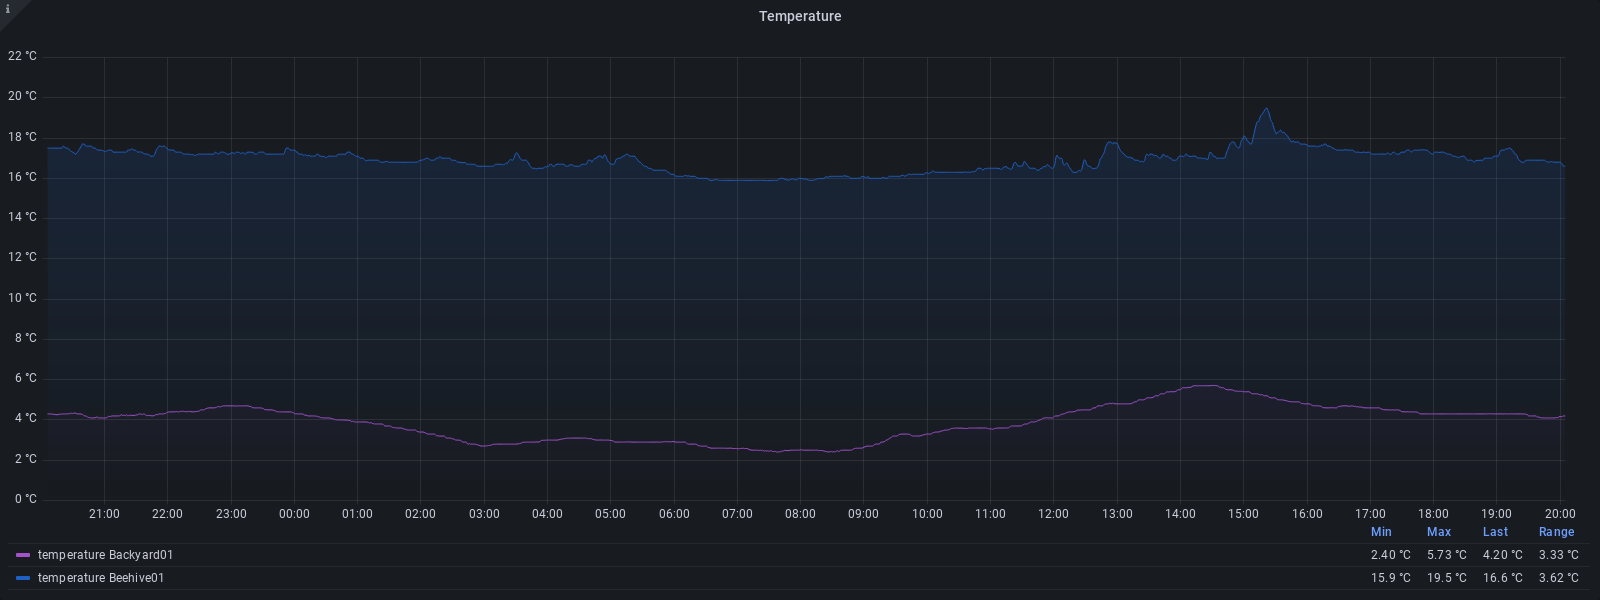 i
Temperature
22 °C
20 °C
18 °C
16 °C
14 °C
12 °C
10 °C
8 °C
6 °C
4 °C
2 °C
0 °C
21:00 22:00 23:00 00:00 01:00 02:00 03:00 04:00 05:00 06:00 07:00 08:00 09:00 10:00 11:00 12:00 13:00 14:00 15:00 16:00 17:00 18:00 19:00 20:00
Min Max Last Range
temperature Backyard01 2.40 °C 5.73 °C 4.20 °C 3.33 °C
temperature Beehive01 15.9 °C 19.5 °C 16.6 °C 3.62 °C